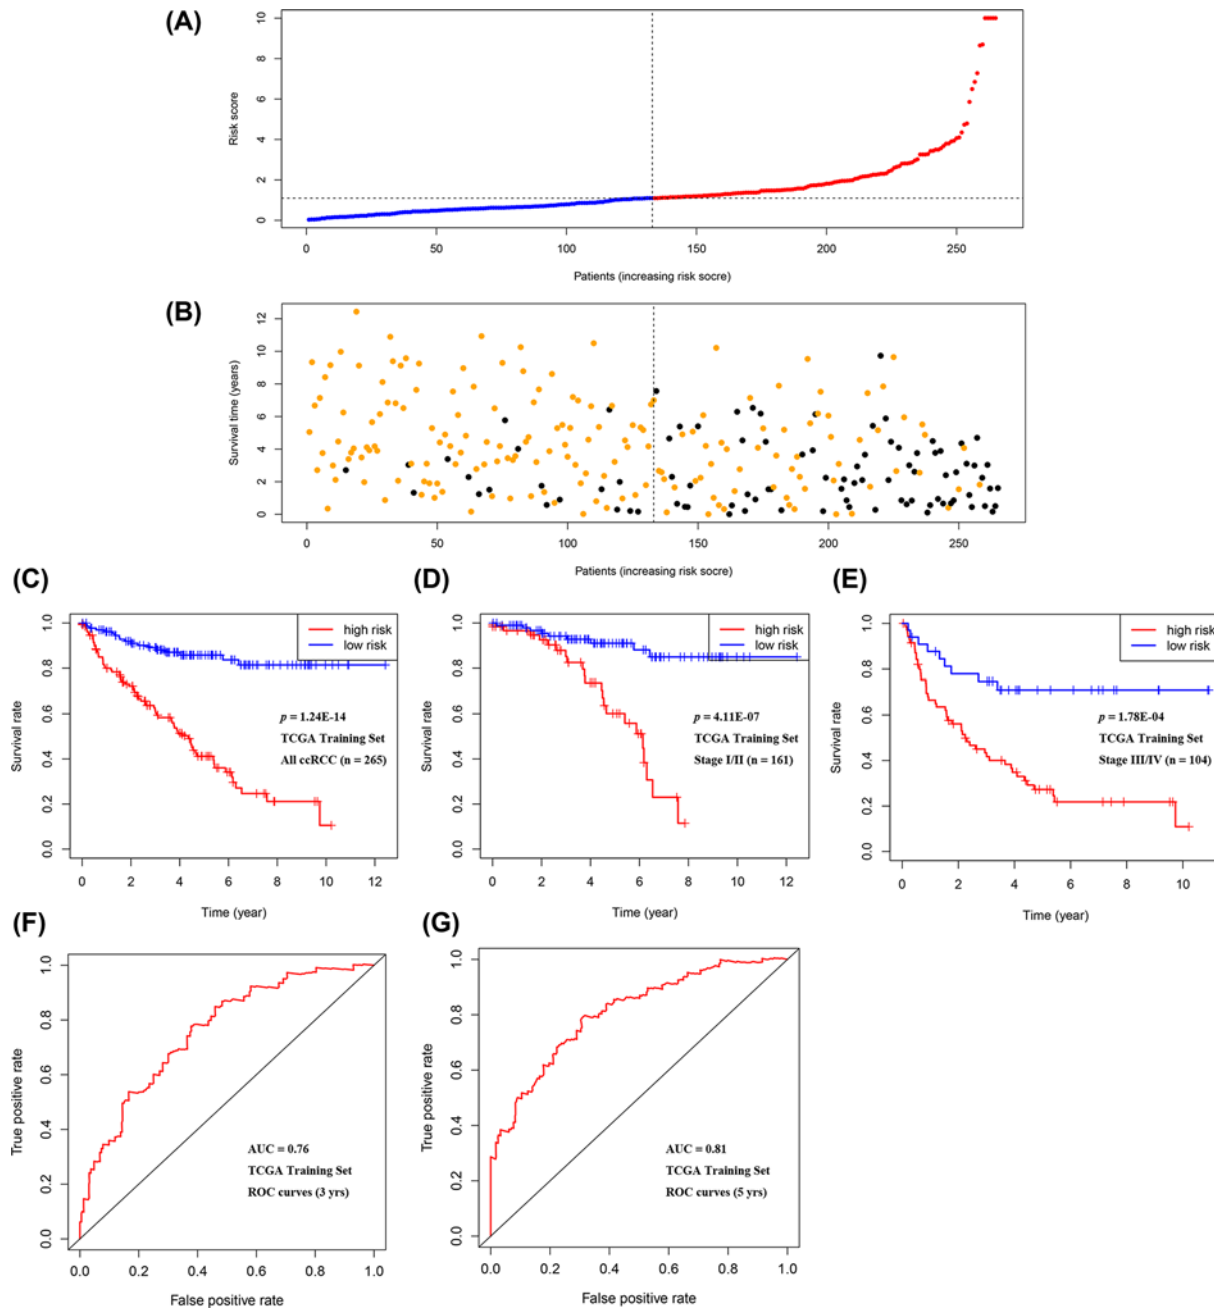 (A)
10
8
6
4
2
0
Risk score
0 50 100 150 200 250
Patients (increasing risk socre)
(B)
12
10
8
6
4
2
0
Survival time (years)
0 50 100 150 200 250
Patients (increasing risk socre)
(C)
1.0
0.8
0.6
0.4
0.2
0.0
Survival rate
high risk
low risk
p = 1.24E-14
TCGA Training Set
All ccRCC (n = 265)
0 2 4 6 8 10 12
Time (year)
(D)
1.0
0.8
0.6
0.4
0.2
0.0
Survival rate
high risk
low risk
p = 4.11E-07
TCGA Training Set
Stage I/II (n = 161)
0 2 4 6 8 10 12
Time (year)
(E)
1.0
0.8
0.6
0.4
0.2
0.0
Survival rate
high risk
low risk
p = 1.78E-04
TCGA Training Set
Stage III/IV (n = 104)
0 2 4 6 8 10
Time (year)
(F)
1.0
0.8
0.6
0.4
0.2
0.0
True positive rate
AUC = 0.76
TCGA Training Set
ROC curves (3 yrs)
0.0 0.2 0.4 0.6 0.8 1.0
False positive rate
(G)
1.0
0.8
0.6
0.4
0.2
0.0
True positive rate
AUC = 0.81
TCGA Training Set
ROC curves (5 yrs)
0.0 0.2 0.4 0.6 0.8 1.0
False positive rate